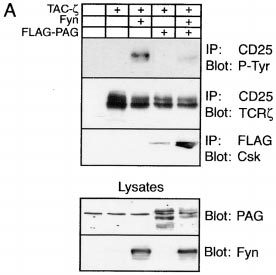 A
TAC-ζ + + + +
Fyn + +
FLAG-PAG + +
IP: CD25
Blot: P-Tyr
IP: CD25
Blot: TCRζ
IP: FLAG
Blot: Csk
Lysates
Blot: PAG
Blot: Fyn